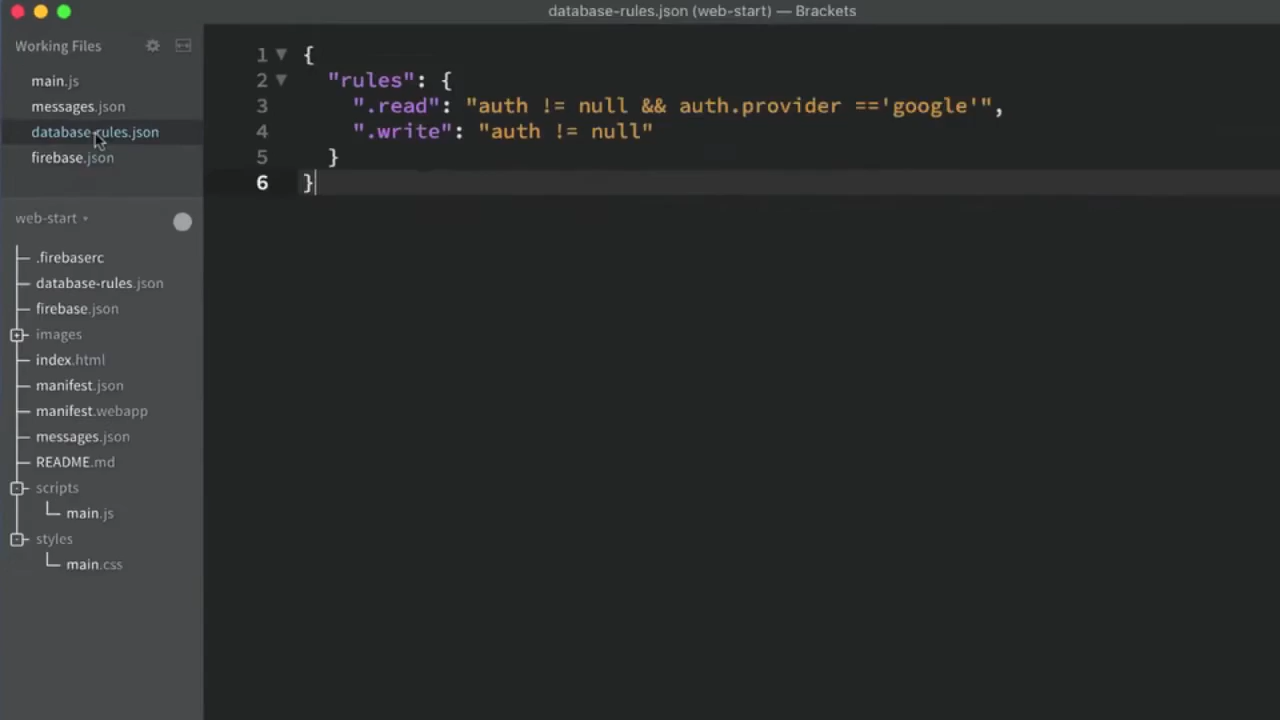 database-rules.json (web-start) — Brackets
Working Files
main.js
messages.json
database-rules.json
firebase.json
web-start
.firebaserc
database-rules.json
firebase.json
images
index.html
manifest.json
manifest.webapp
messages.json
README.md
scripts
main.js
styles
main.css
1 {
2 "rules": {
3 ".read": "auth != null && auth.provider =='google'",
4 ".write": "auth != null"
5 }
6 }